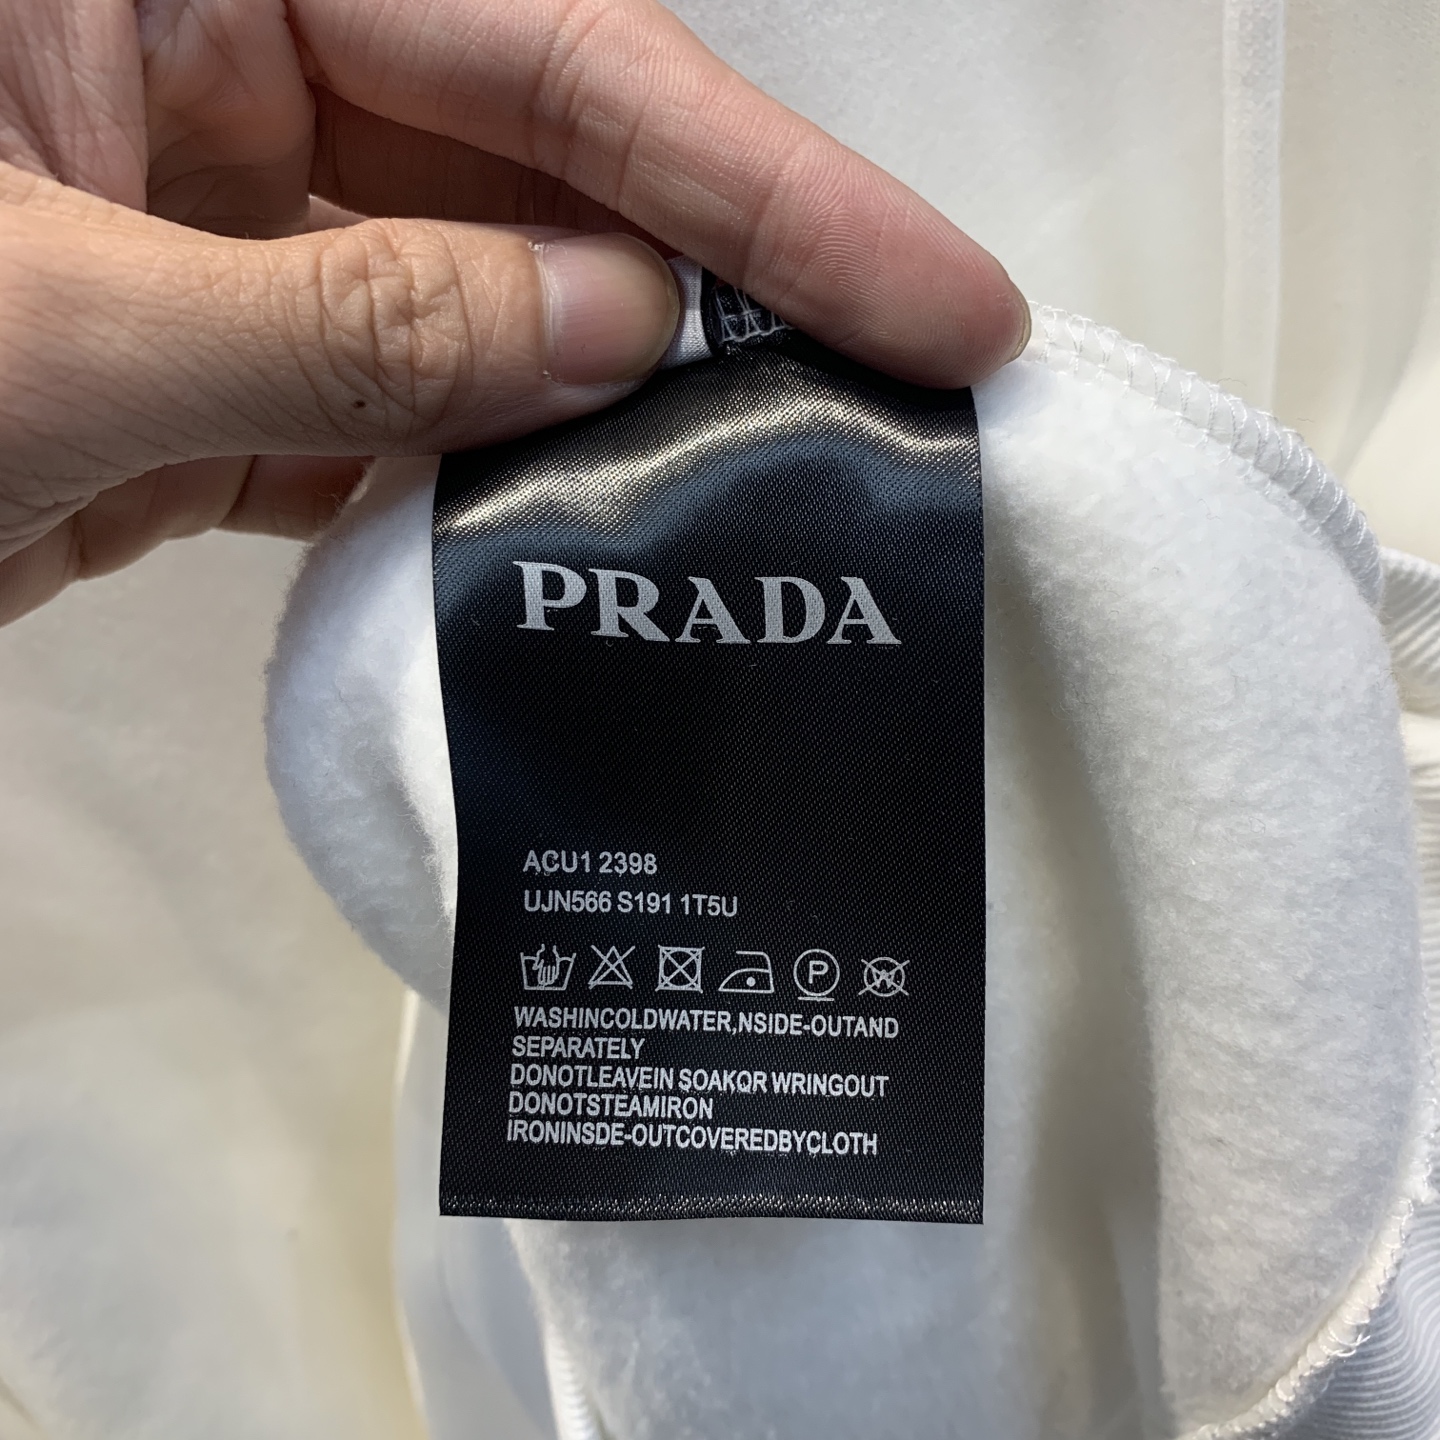 PRADA
ACU1 2398
UJN566 S191 1T5U
P W
WASHINCOLDWATER,NSIDE-OUTAND
SEPARATELY
DONOTLEAVEIN SOAKQR WRINGOUT
DONOTSTEAMIRON
IRONINSDE-OUTCOVEREDBYCLOTH